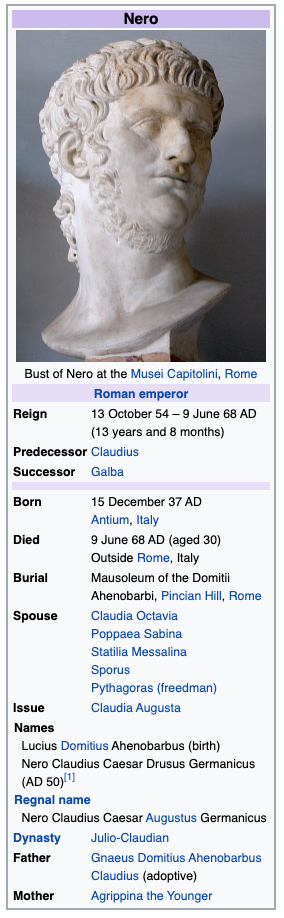 Nero
Bust of Nero at the Musei Capitolini, Rome
Roman emperor
Reign 13 October 54 – 9 June 68 AD
(13 years and 8 months)
Predecessor Claudius
Successor Galba
Born 15 December 37 AD
Antium, Italy
Died 9 June 68 AD (aged 30)
Outside Rome, Italy
Burial Mausoleum of the Domitii
Ahenobarbi, Pincian Hill, Rome
Spouse Claudia Octavia
Poppaea Sabina
Statilia Messalina
Sporus
Pythagoras (freedman)
Issue Claudia Augusta
Names
Lucius Domitius Ahenobarbus (birth)
Nero Claudius Caesar Drusus Germanicus
(AD 50)[1]
Regnal name
Nero Claudius Caesar Augustus Germanicus
Dynasty Julio-Claudian
Father Gnaeus Domitius Ahenobarbus
Claudius (adoptive)
Mother Agrippina the Younger